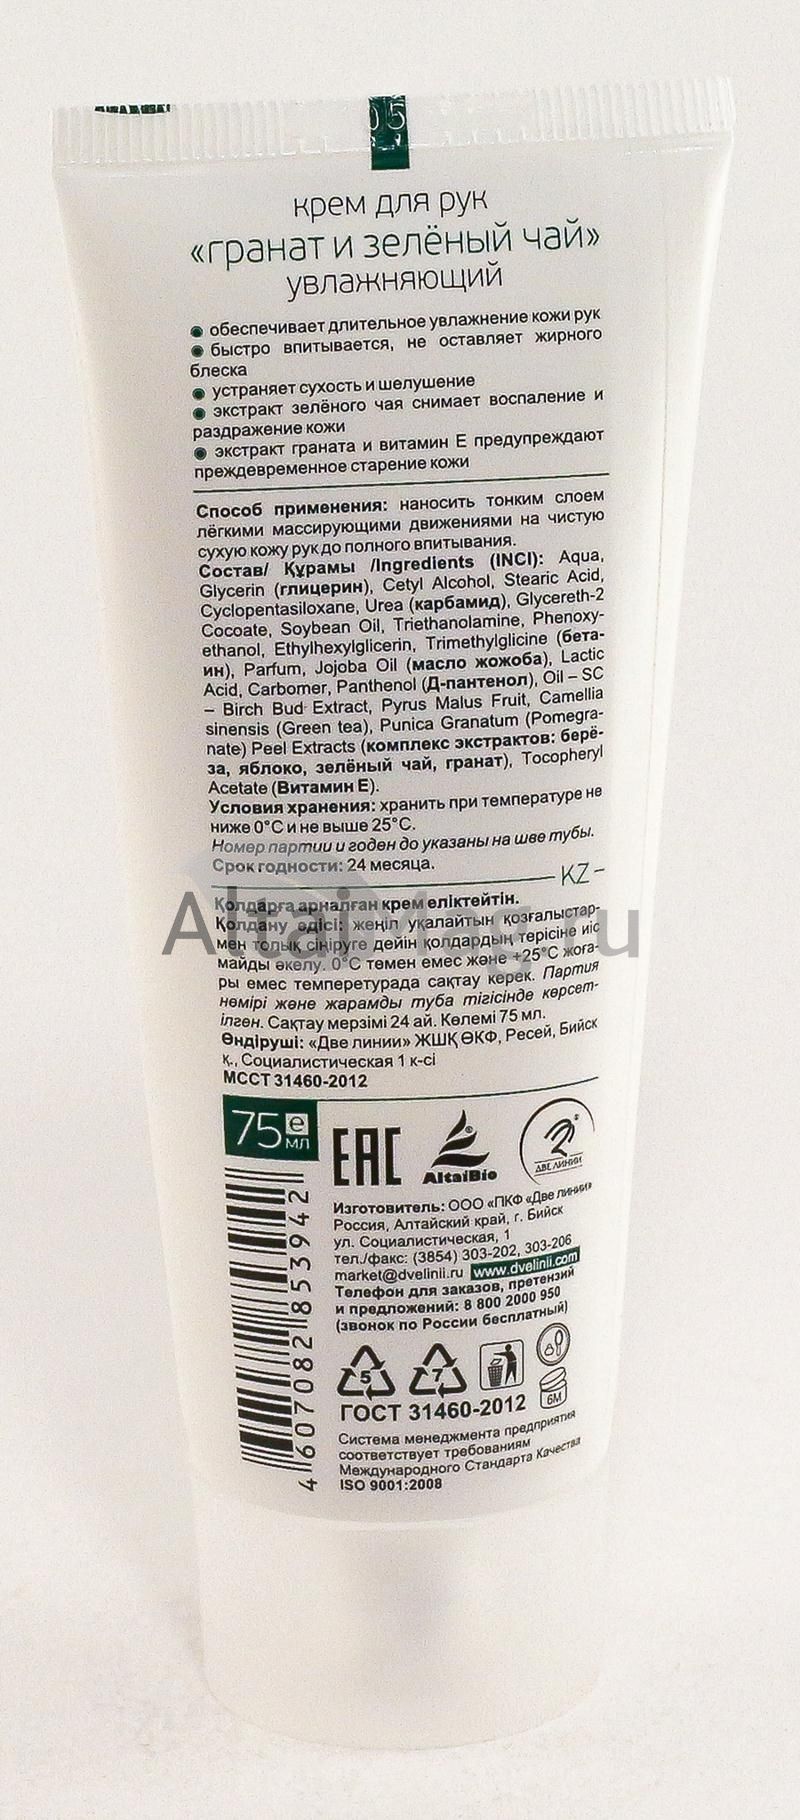 05
крем для рук
«гранат и зелёный чай»
увлажняющий
обеспечивает длительное увлажнение кожи рук
быстро впитывается, не оставляет жирного
блеска
устраняет сухость и шелушение
экстракт зелёного чая снимает воспаление и
раздражение кожи
экстракт граната и витамин Е предупреждают
преждевременное старение кожи
Способ применения: наносить тонким слоем
лёгкими массирующими движениями на чистую
сухую кожу рук до полного впитывания.
Состав/ Құрамы /Ingredients (INCI): Aqua,
Glycerin (глицерин), Cetyl Alcohol, Stearic Acid,
Cyclopentasiloxane, Urea (карбамид), Glycereth-2
Cocoate, Soybean Oil, Triethanolamine, Phenoxy-
ethanol, Ethylhexylglicerin, Trimethylglicine (бета-
ин), Parfum, Jojoba Oil (масло жожоба), Lactic
Acid, Carbomer, Panthenol (Д-пантенол), Oil – SC
– Birch Bud Extract, Pyrus Malus Fruit, Camellia
sinensis (Green tea), Punica Granatum (Pomegra-
nate) Peel Extracts (комплекс экстрактов: берё-
за, яблоко, зелёный чай, гранат), Tocopheryl
Acetate (Витамин Е).
Условия хранения: хранить при температуре не
ниже 0°С и не выше 25°С.
Номер партии и годен до указаны на шве тубы.
Срок годности: 24 месяца.
KZ
Қолдарға арналған крем еліктейтін.
Қолдану әдісі: жеңіл уқалайтын қозғалыстар-
мен толық сіңіруге дейін қолдардың терісіне иіс
майды әкелу. 0°С төмен емес және +25°С жоға-
ры емес темперетурада сақтау керек. Партия
нөмірі және жарамды туба тігісінде көрсет-
ілген. Сақтау мерзімі 24 ай. Көлемі 75 мл.
Өндіруші: «Две линии» ЖШҚ ӨКФ, Ресей, Бийск
қ., Социалистическая 1 к-сі
МССТ 31460-2012
AltaiMag.ru
75 е мл
EAC
AltaiBio
®
ДВЕ ЛИНИИ
Изготовитель: ООО «ПКФ «Две линии»
Россия, Алтайский край, г. Бийск
ул. Социалистическая, 1
тел./факс: (3854) 303-202, 303-206
market@dvelinii.ru www.dvelinii.com
Телефон для заказов, претензий
и предложений: 8 800 2000 950
(звонок по России бесплатный)
4 607082 853942
5
7
6М
ГОСТ 31460-2012
Система менеджмента предприятия
соответствует требованиям
Международного Стандарта Качества
ISO 9001:2008